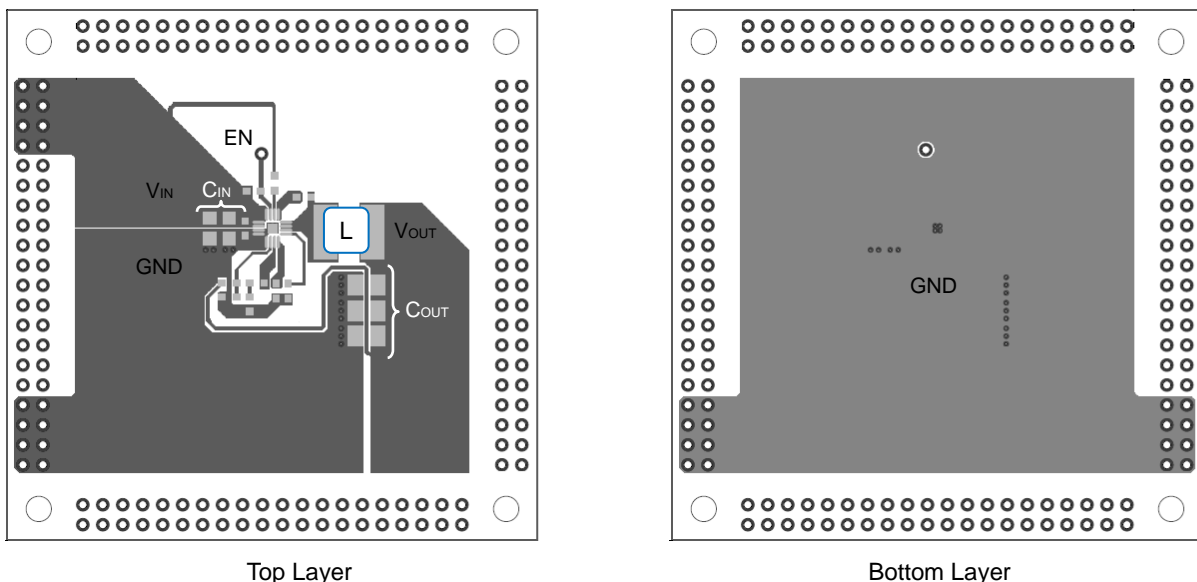 EN
VIN
CIN
L
VOUT
GND
COUT
GND
Top Layer
Bottom Layer